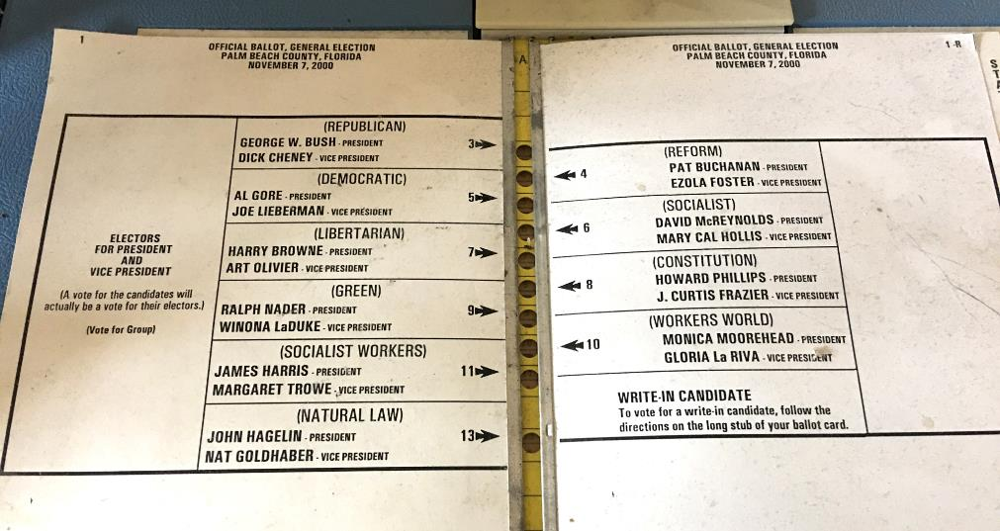 1
OFFICIAL BALLOT, GENERAL ELECTION
PALM BEACH COUNTY, FLORIDA
NOVEMBER 7, 2000
ELECTORS
FOR PRESIDENT
AND
VICE PRESIDENT
(A vote for the candidates will
actually be a vote for their electors.)
(Vote for Group)
(REPUBLICAN)
GEORGE W. BUSH - PRESIDENT
DICK CHENEY - VICE PRESIDENT
3
(DEMOCRATIC)
AL GORE - PRESIDENT
JOE LIEBERMAN - VICE PRESIDENT
5
(LIBERTARIAN)
HARRY BROWNE - PRESIDENT
ART OLIVIER - VICE PRESIDENT
7
(GREEN)
RALPH NADER - PRESIDENT
WINONA LaDUKE - VICE PRESIDENT
9
(SOCIALIST WORKERS)
JAMES HARRIS - PRESIDENT
MARGARET TROWE - VICE PRESIDENT
11
(NATURAL LAW)
JOHN HAGELIN - PRESIDENT
NAT GOLDHABER - VICE PRESIDENT
13
A
OFFICIAL BALLOT, GENERAL ELECTION
PALM BEACH COUNTY, FLORIDA
NOVEMBER 7, 2000
1-R
(REFORM)
PAT BUCHANAN - PRESIDENT
EZOLA FOSTER - VICE PRESIDENT
4
(SOCIALIST)
DAVID McREYNOLDS - PRESIDENT
MARY CAL HOLLIS - VICE PRESIDENT
6
(CONSTITUTION)
HOWARD PHILLIPS - PRESIDENT
J. CURTIS FRAZIER - VICE PRESIDENT
8
(WORKERS WORLD)
MONICA MOOREHEAD - PRESIDENT
GLORIA La RIVA - VICE PRESIDENT
10
WRITE-IN CANDIDATE
To vote for a write-in candidate, follow the
directions on the long stub of your ballot card.